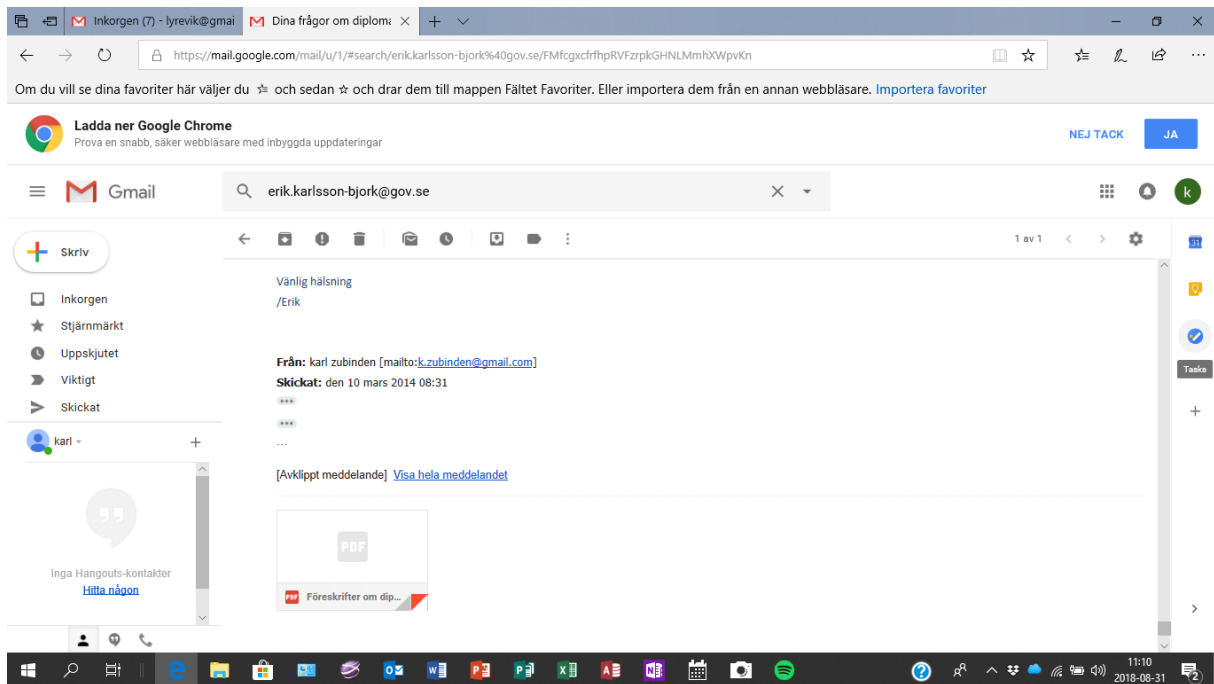 Inkorgen (7) - lyrevik@gmai
Dina frågor om diploma
https://mail.google.com/mail/u/1/#search/erik.karlsson-bjork%40gov.se/FMfcgxcfrfhpRVFzrpkGHNLMmhXWpvKn
Om du vill se dina favoriter här väljer du och sedan ☆ och drar dem till mappen Fältet Favoriter. Eller importera dem från en annan webbläsare. Importera favoriter
Ladda ner Google Chrome
Prova en snabb, säker webbläsare med inbyggda uppdateringar
NEJ TACK
JA
Gmail
erik.karlsson-bjork@gov.se
k
Skriv
1 av 1
31
Inkorgen
Stjärnmärkt
Uppskjutet
Viktigt
Skickat
Vänlig hälsning
/Erik
Från: karl zubinden [mailto:k.zubinden@gmail.com]
Skickat: den 10 mars 2014 08:31
...
[Avklippt meddelande] Visa hela meddelandet
PDF
PDF Föreskrifter om dip...
Tasks
karl
Inga Hangouts-kontakter
Hitta någon
11:10
2018-08-31
2